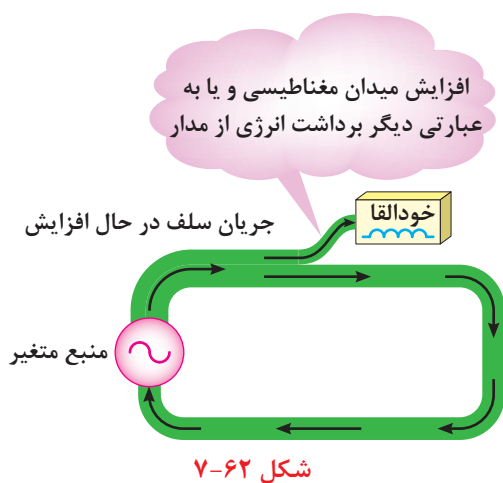 افزایش میدان مغناطیسی و یا به
عبارتی دیگر برداشت انرژی از مدار
خودالقا
جریان سلف در حال افزایش
منبع متغیر
شکل ۶۲-۷